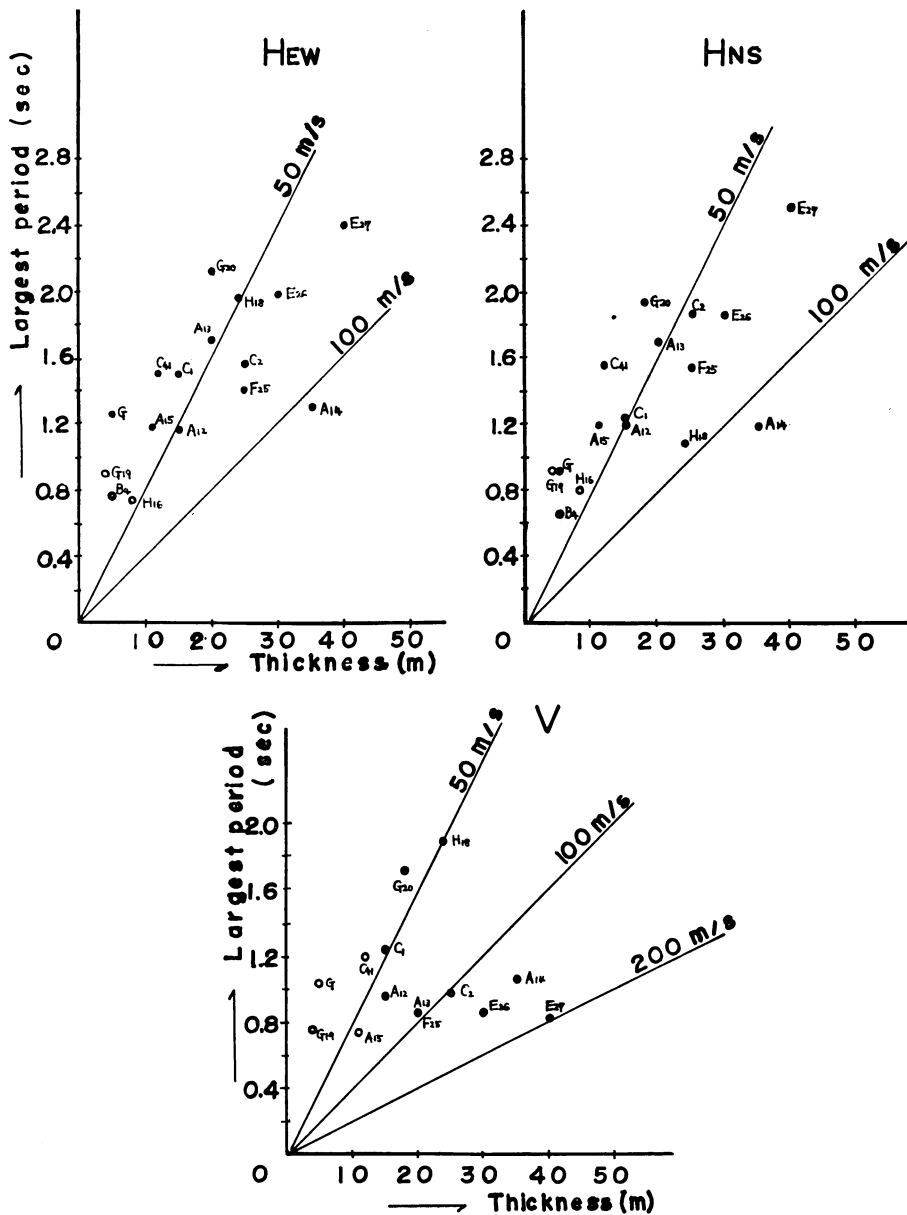 HEW
Largest period (sec)
2.8
2.4
2.0
1.6
1.2
0.8
0.4
0
10 20 30 40 50
Thickness (m)
50 m/s
100 m/s
E27
G20
H18
E26
A13
C41
C1
C2
F25
G
A15
A12
A14
G19
B4
H16
HNS
2.8
2.4
2.0
1.6
1.2
0.8
0.4
0
10 20 30 40 50
Thickness (m)
50 m/s
100 m/s
E27
G20
C2
E26
A13
C41
F25
C1
A15
A12
H18
A14
G
G19
H16
B4
V
Largest period (sec)
2.0
1.6
1.2
0.8
0.4
0
10 20 30 40 50
Thickness (m)
50 m/s
100 m/s
200 m/s
H18
G20
C1
C41
G
A12
A13
F25
C2
A14
E26
E27
G19
A15